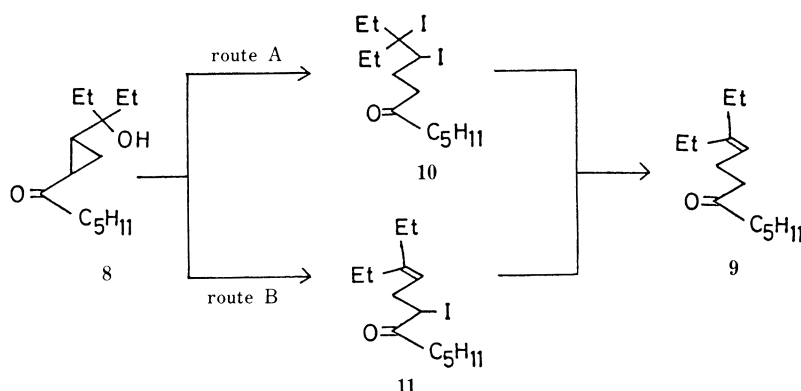 Et
Et
OH
O
C5H11
8
route A
route B
Et
I
Et
I
O
C5H11
10
Et
Et
I
O
C5H11
11
Et
Et
O
C5H11
9